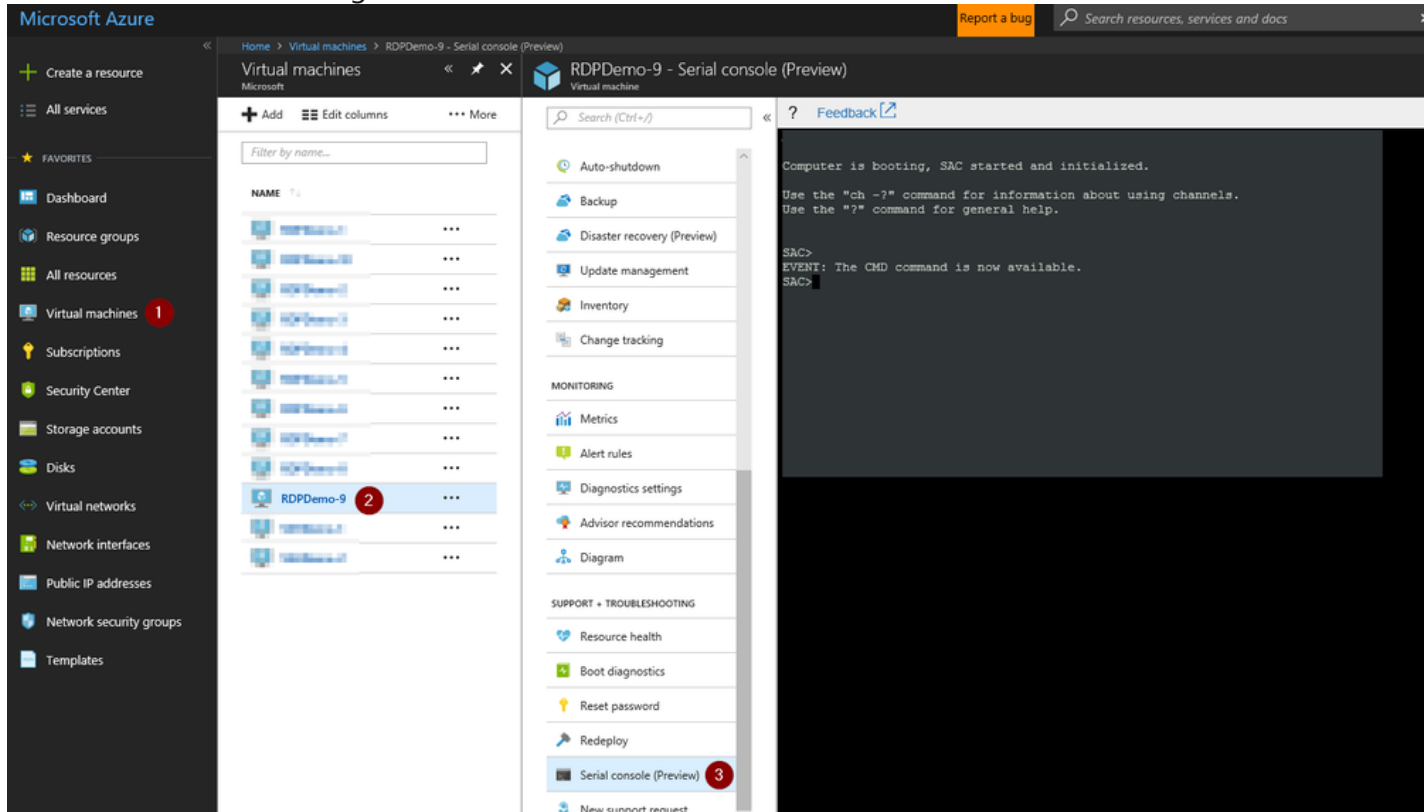 Microsoft Azure
Report a bug
Search resources, services and docs
Home > Virtual machines > RDPDemo-9 - Serial console (Preview)
Create a resource
All services
FAVORITES
Dashboard
Resource groups
All resources
Virtual machines 1
Subscriptions
Security Center
Storage accounts
Disks
Virtual networks
Network interfaces
Public IP addresses
Network security groups
Templates
Virtual machines
Microsoft
Add Edit columns ••• More
Filter by name...
NAME
RDPDemo-9 2
RDPDemo-9 - Serial console (Preview)
Virtual machine
Search (Ctrl+/)
Auto-shutdown
Backup
Disaster recovery (Preview)
Update management
Inventory
Change tracking
MONITORING
Metrics
Alert rules
Diagnostics settings
Advisor recommendations
Diagram
SUPPORT + TROUBLESHOOTING
Resource health
Boot diagnostics
Reset password
Redeploy
Serial console (Preview) 3
New support request
? Feedback
Computer is booting, SAC started and initialized.
Use the "ch -?" command for information about using channels.
Use the "?" command for general help.
SAC>
EVENT: The CMD command is now available.
SAC>